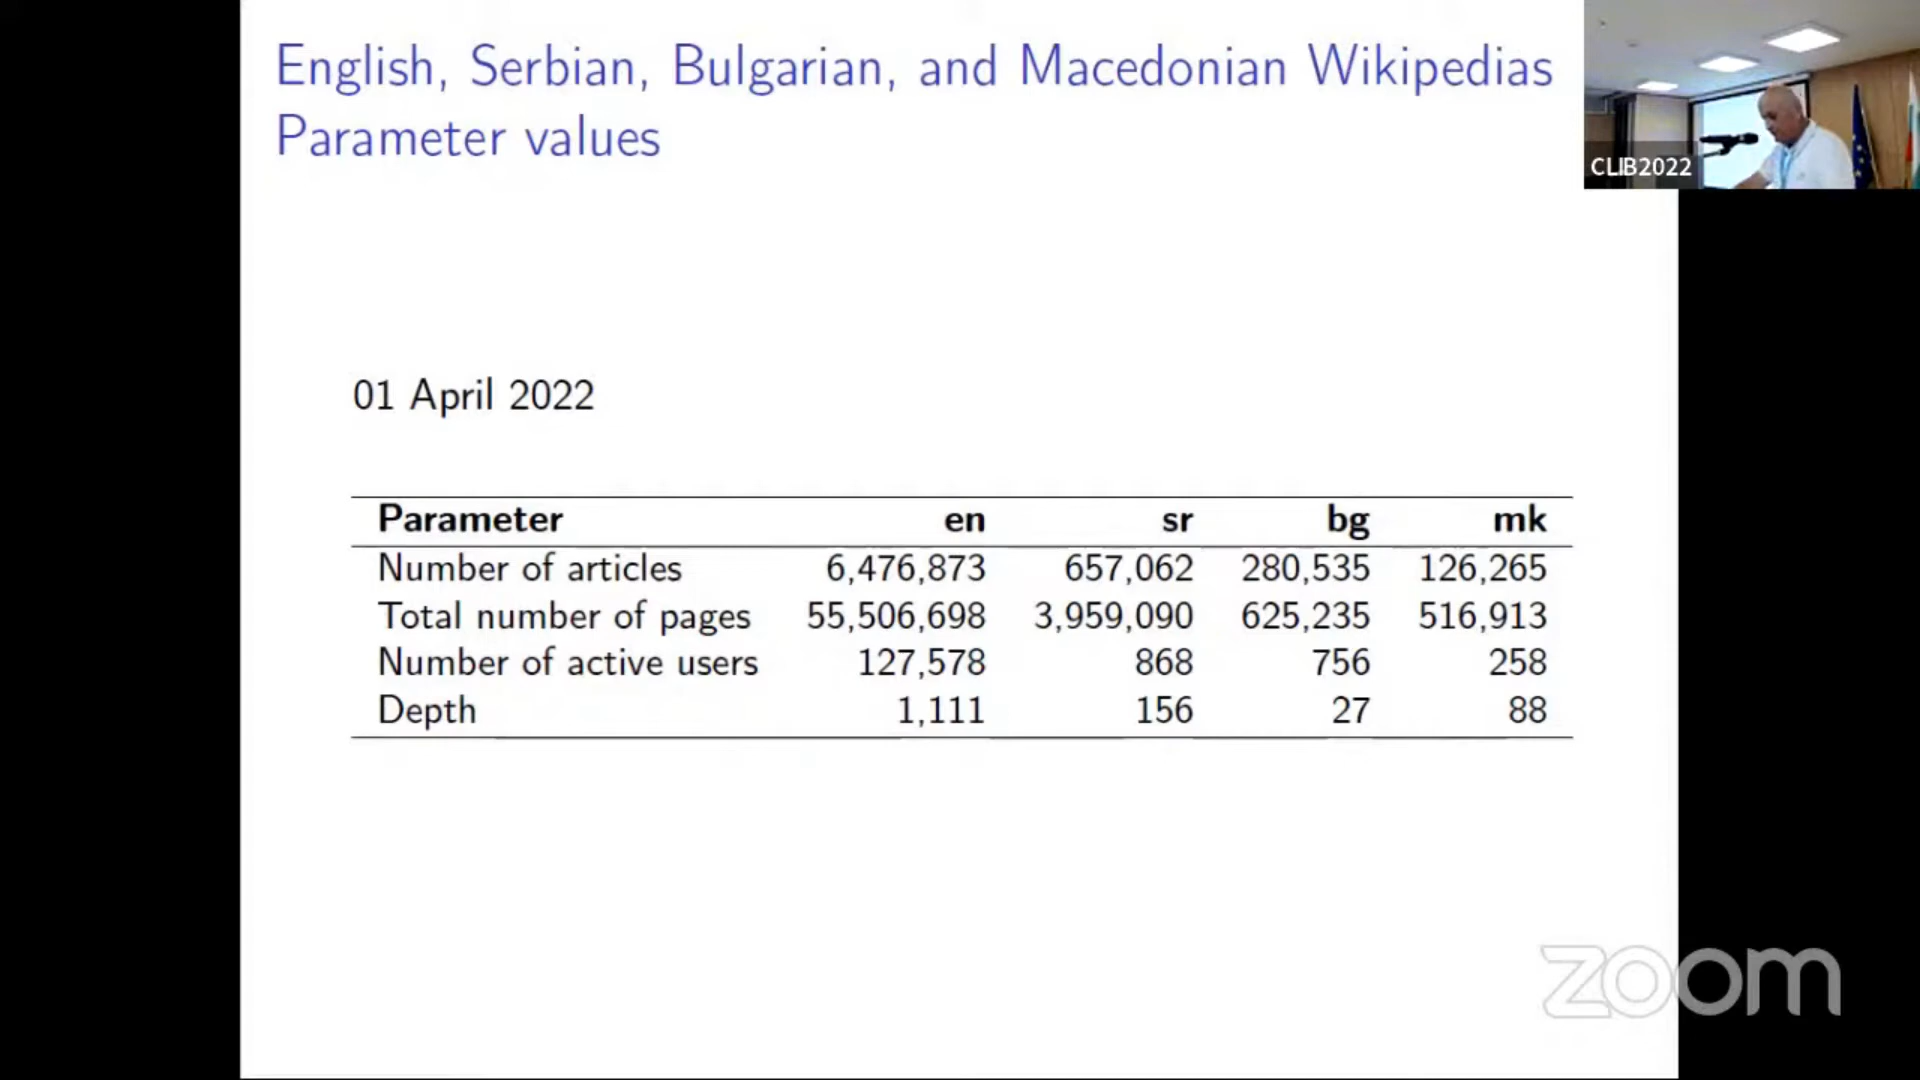 English, Serbian, Bulgarian, and Macedonian Wikipedias
Parameter values
CLIB2022
01 April 2022
Parameter en sr bg mk
Number of articles 6,476,873 657,062 280,535 126,265
Total number of pages 55,506,698 3,959,090 625,235 516,913
Number of active users 127,578 868 756 258
Depth 1,111 156 27 88
zoom